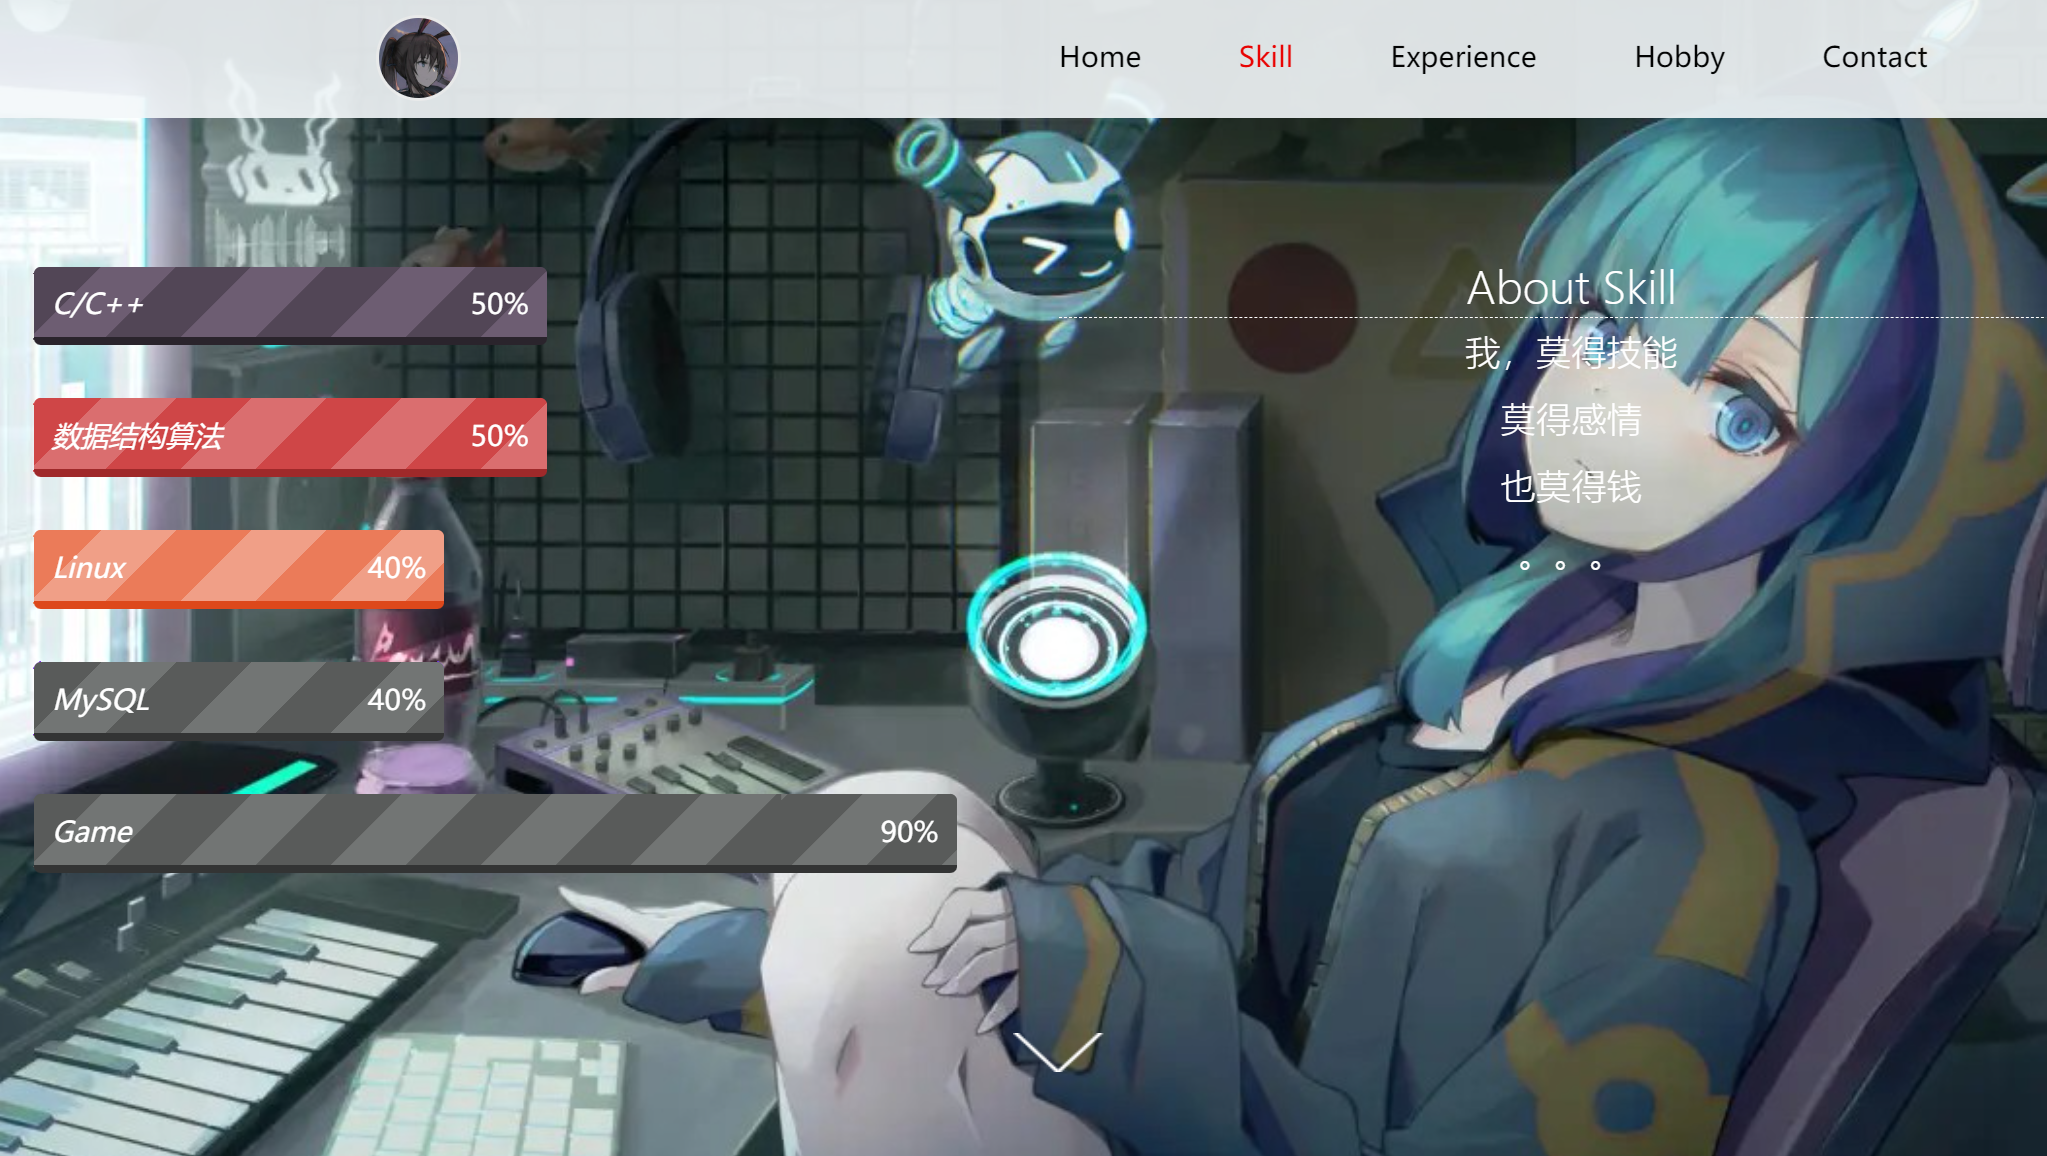 Home Skill Experience Hobby Contact
C/C++ 50%
数据结构算法 50%
Linux 40%
MySQL 40%
Game 90%
About Skill
我，莫得技能
莫得感情
也莫得钱
。。。